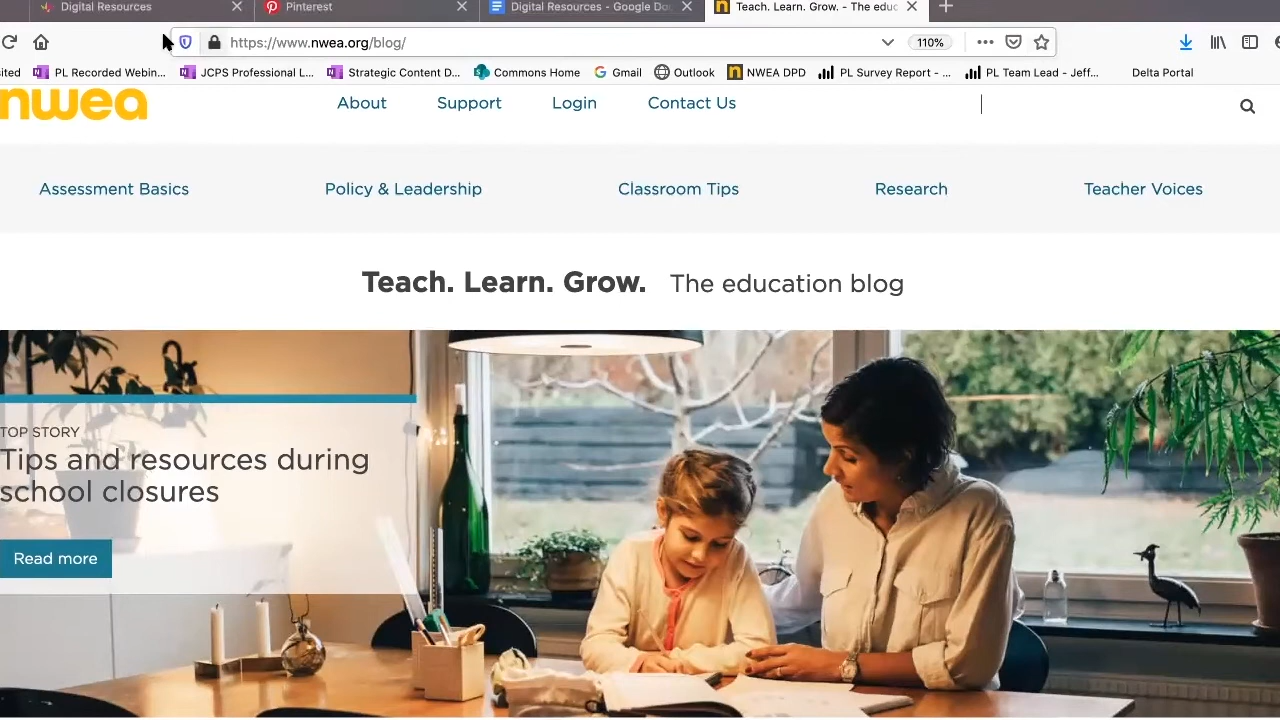 Digital Resources
Pinterest
Digital Resources - Google Doc
Teach. Learn. Grow. - The educ
https://www.nwea.org/blog/
110%
sited
PL Recorded Webin...
JCPS Professional L...
Strategic Content D...
Commons Home
Gmail
Outlook
NWEA DPD
PL Survey Report - ...
PL Team Lead - Jeff...
Delta Portal
nwea
About
Support
Login
Contact Us
Assessment Basics
Policy & Leadership
Classroom Tips
Research
Teacher Voices
Teach. Learn. Grow. The education blog
TOP STORY
Tips and resources during
school closures
Read more